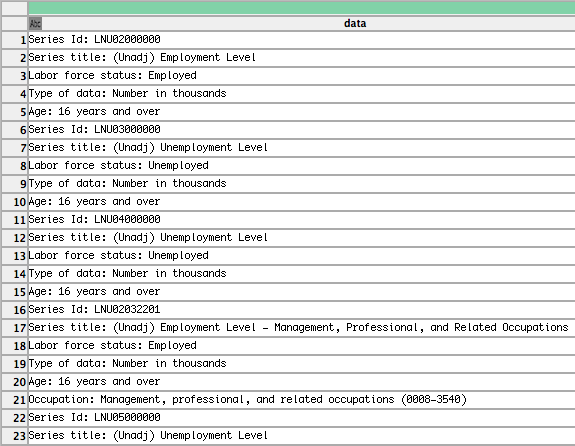 Abc data
1 Series Id: LNU02000000
2 Series title: (Unadj) Employment Level
3 Labor force status: Employed
4 Type of data: Number in thousands
5 Age: 16 years and over
6 Series Id: LNU03000000
7 Series title: (Unadj) Unemployment Level
8 Labor force status: Unemployed
9 Type of data: Number in thousands
10 Age: 16 years and over
11 Series Id: LNU04000000
12 Series title: (Unadj) Unemployment Level
13 Labor force status: Unemployed
14 Type of data: Number in thousands
15 Age: 16 years and over
16 Series Id: LNU02032201
17 Series title: (Unadj) Employment Level - Management, Professional, and Related Occupations
18 Labor force status: Employed
19 Type of data: Number in thousands
20 Age: 16 years and over
21 Occupation: Management, professional, and related occupations (0008-3540)
22 Series Id: LNU05000000
23 Series title: (Unadj) Unemployment Level